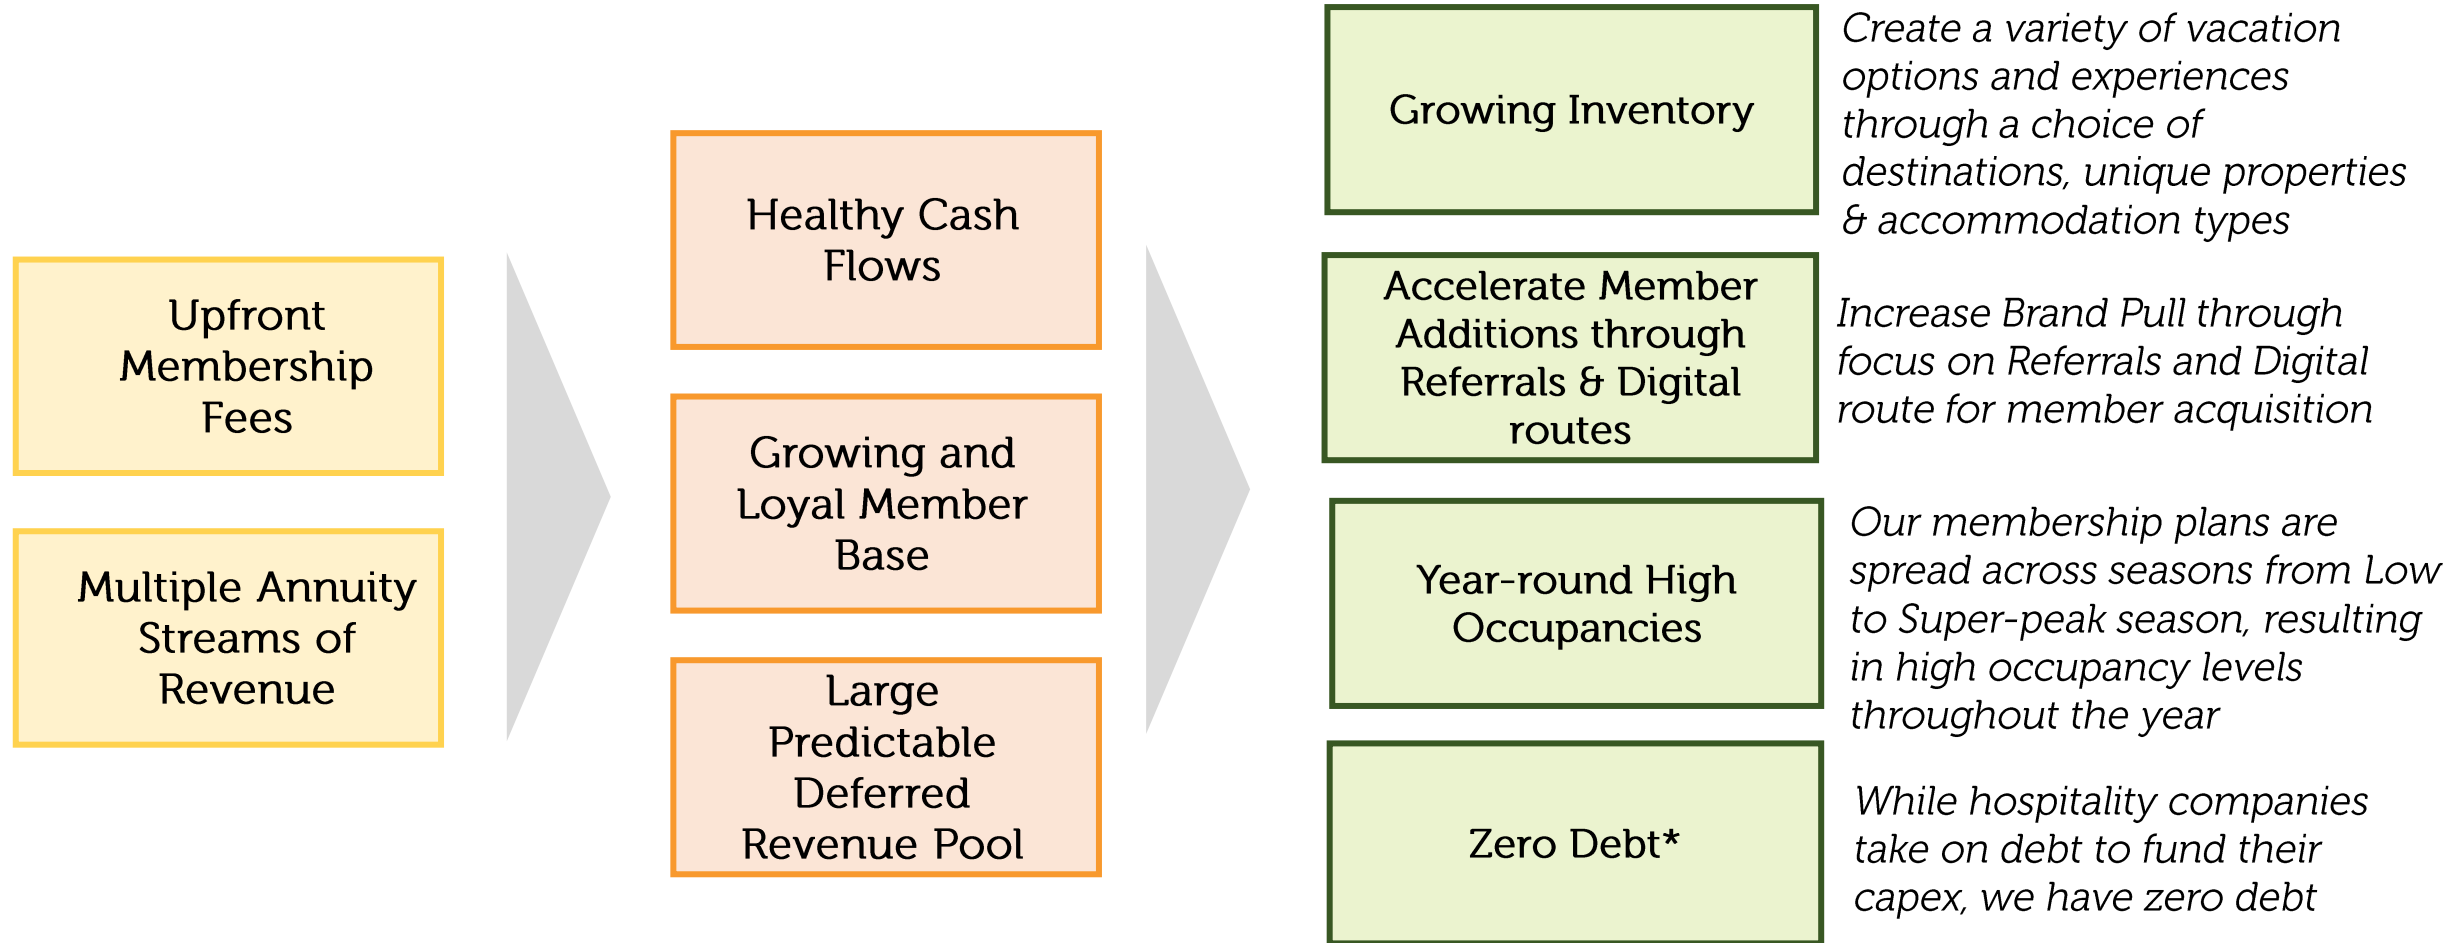 Upfront
Membership
Fees
Multiple Annuity
Streams of
Revenue
Healthy Cash
Flows
Growing and
Loyal Member
Base
Large
Predictable
Deferred
Revenue Pool
Growing Inventory
Create a variety of vacation
options and experiences
through a choice of
destinations, unique properties
& accommodation types
Accelerate Member
Additions through
Referrals & Digital
routes
Increase Brand Pull through
focus on Referrals and Digital
route for member acquisition
Year-round High
Occupancies
Our membership plans are
spread across seasons from Low
to Super-peak season, resulting
in high occupancy levels
throughout the year
Zero Debt*
While hospitality companies
take on debt to fund their
capex, we have zero debt